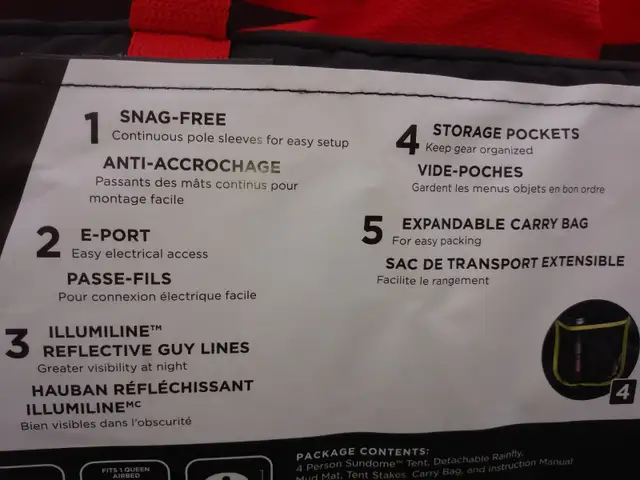 1 SNAG-FREE
Continuous pole sleeves for easy setup
ANTI-ACCROCHAGE
Passants des mâts continus pour
montage facile
2 E-PORT
Easy electrical access
PASSE-FILS
Pour connexion électrique facile
3 ILLUMILINE™
REFLECTIVE GUY LINES
Greater visibility at night
HAUBAN RÉFLÉCHISSANT
ILLUMILINEᴹᶜ
Bien visibles dans l'obscurité
4 STORAGE POCKETS
Keep gear organized
VIDE-POCHES
Gardent les menus objets en bon ordre
5 EXPANDABLE CARRY BAG
For easy packing
SAC DE TRANSPORT EXTENSIBLE
Facilite le rangement
4
FITS 1 QUEEN
AIRBED
PACKAGE CONTENTS:
4 Person Sundome™ Tent, Detachable Rainfly,
Mud Mat, Tent Stakes, Carry Bag, and Instruction Manual